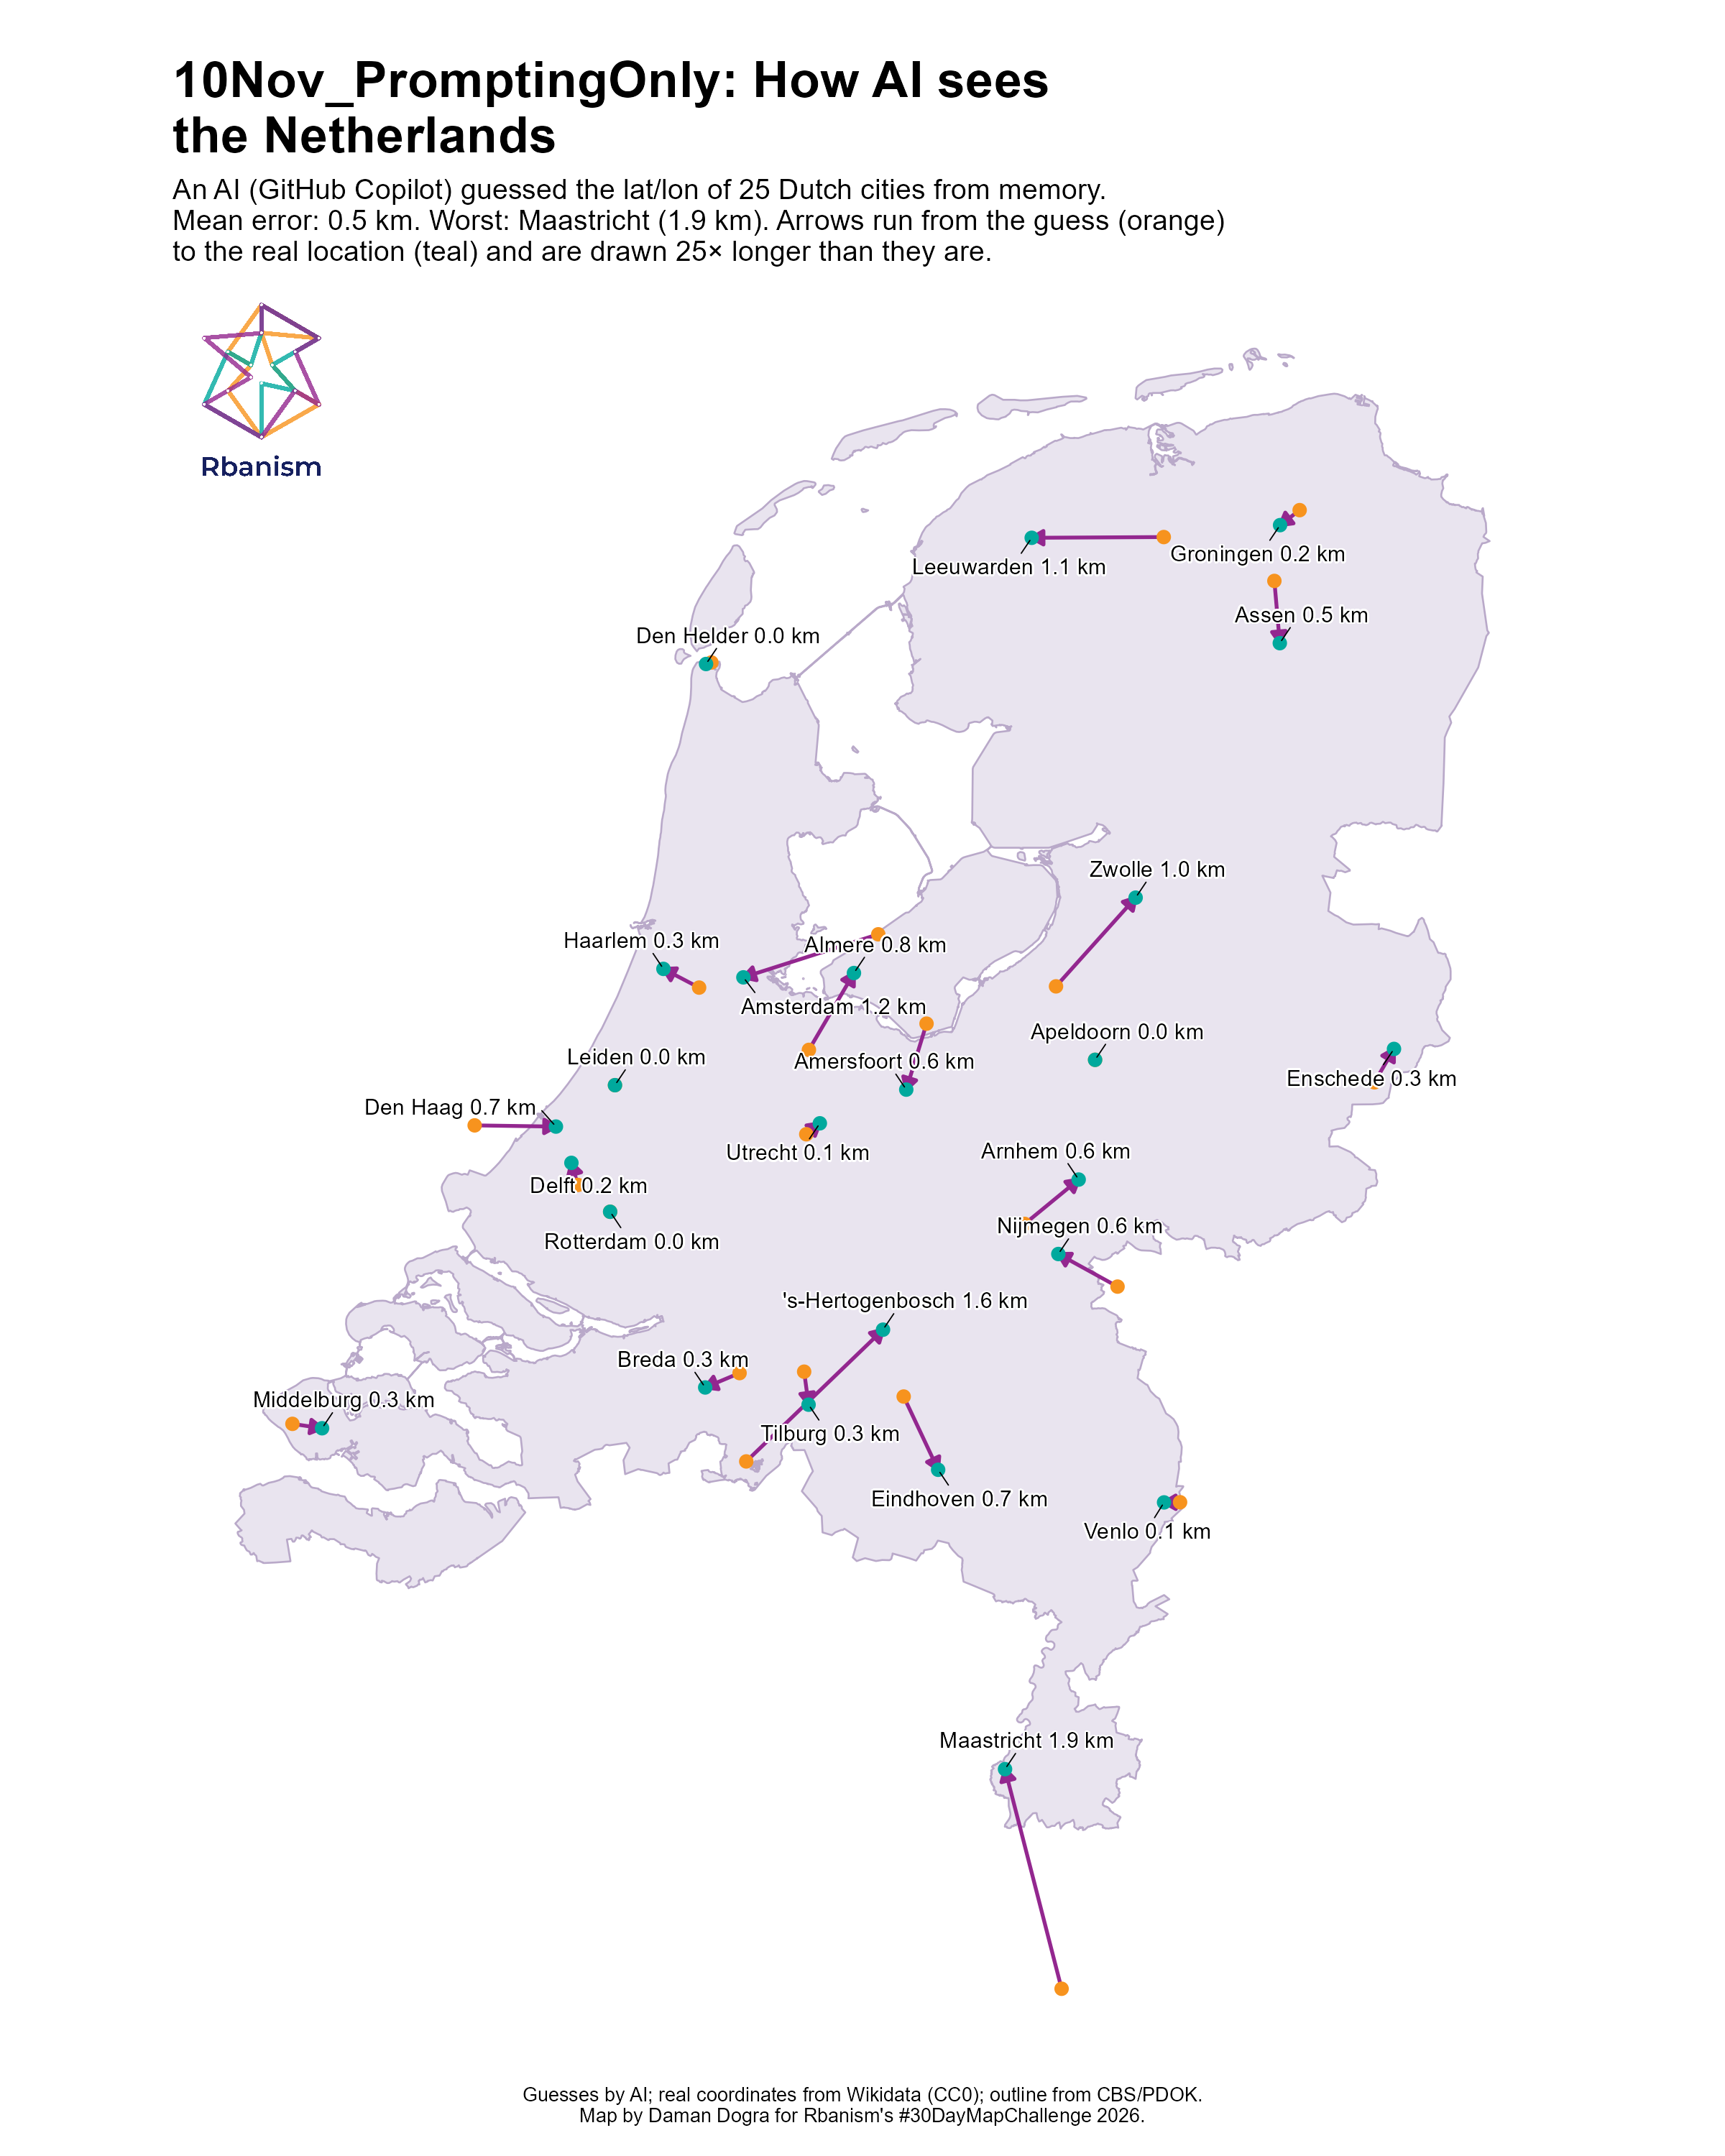 10Nov_PromptingOnly: How AI sees
the Netherlands
An AI (GitHub Copilot) guessed the lat/lon of 25 Dutch cities from memory.
Mean error: 0.5 km. Worst: Maastricht (1.9 km). Arrows run from the guess (orange)
to the real location (teal) and are drawn 25× longer than they are.
Rbanism
Groningen 0.2 km
Leeuwarden 1.1 km
Assen 0.5 km
Den Helder 0.0 km
Zwolle 1.0 km
Haarlem 0.3 km
Almere 0.8 km
Amsterdam 1.2 km
Apeldoorn 0.0 km
Leiden 0.0 km
Amersfoort 0.6 km
Enschede 0.3 km
Den Haag 0.7 km
Utrecht 0.1 km
Arnhem 0.6 km
Delft 0.2 km
Nijmegen 0.6 km
Rotterdam 0.0 km
's-Hertogenbosch 1.6 km
Breda 0.3 km
Middelburg 0.3 km
Tilburg 0.3 km
Eindhoven 0.7 km
Venlo 0.1 km
Maastricht 1.9 km
Guesses by AI; real coordinates from Wikidata (CC0); outline from CBS/PDOK.
Map by Daman Dogra for Rbanism's #30DayMapChallenge 2026.